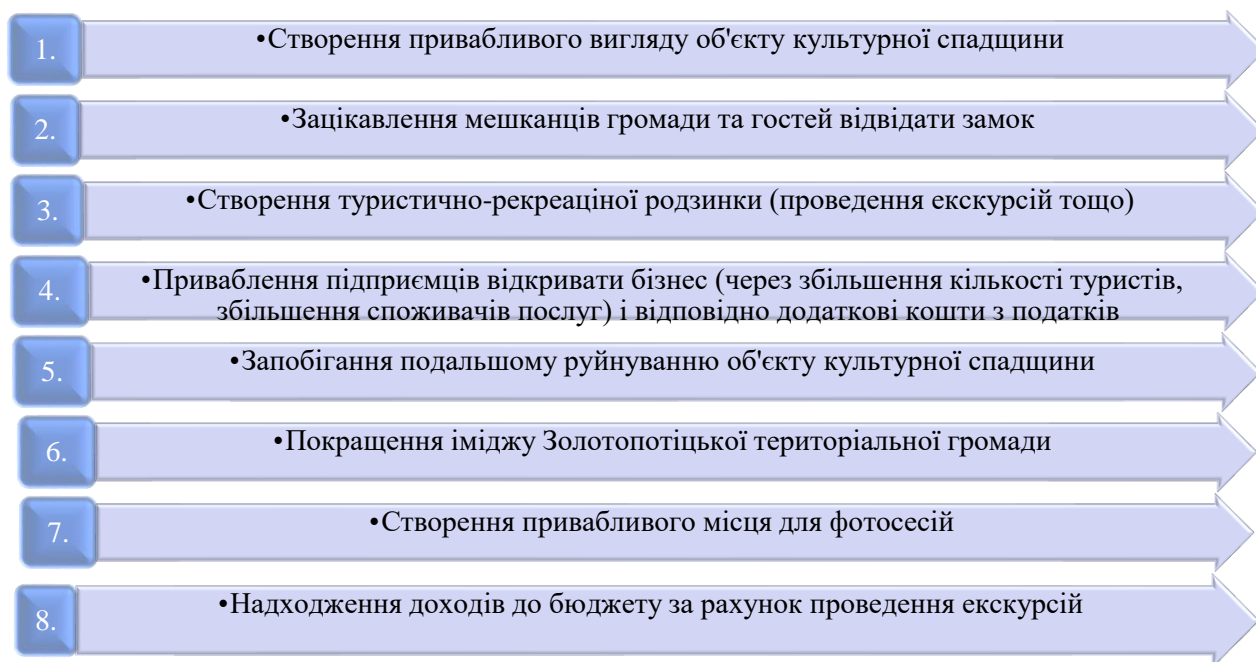 1. •Створення привабливого вигляду об'єкту культурної спадщини
2. •Зацікавлення мешканців громади та гостей відвідати замок
3. •Створення туристично-рекреаціної родзинки (проведення екскурсій тощо)
4. •Приваблення підприємців відкривати бізнес (через збільшення кількості туристів,
збільшення споживачів послуг) і відповідно додаткові кошти з податків
5. •Запобігання подальшому руйнуванню об'єкту культурної спадщини
6. •Покращення іміджу Золотопотіцької територіальної громади
7. •Створення привабливого місця для фотосесій
8. •Надходження доходів до бюджету за рахунок проведення екскурсій